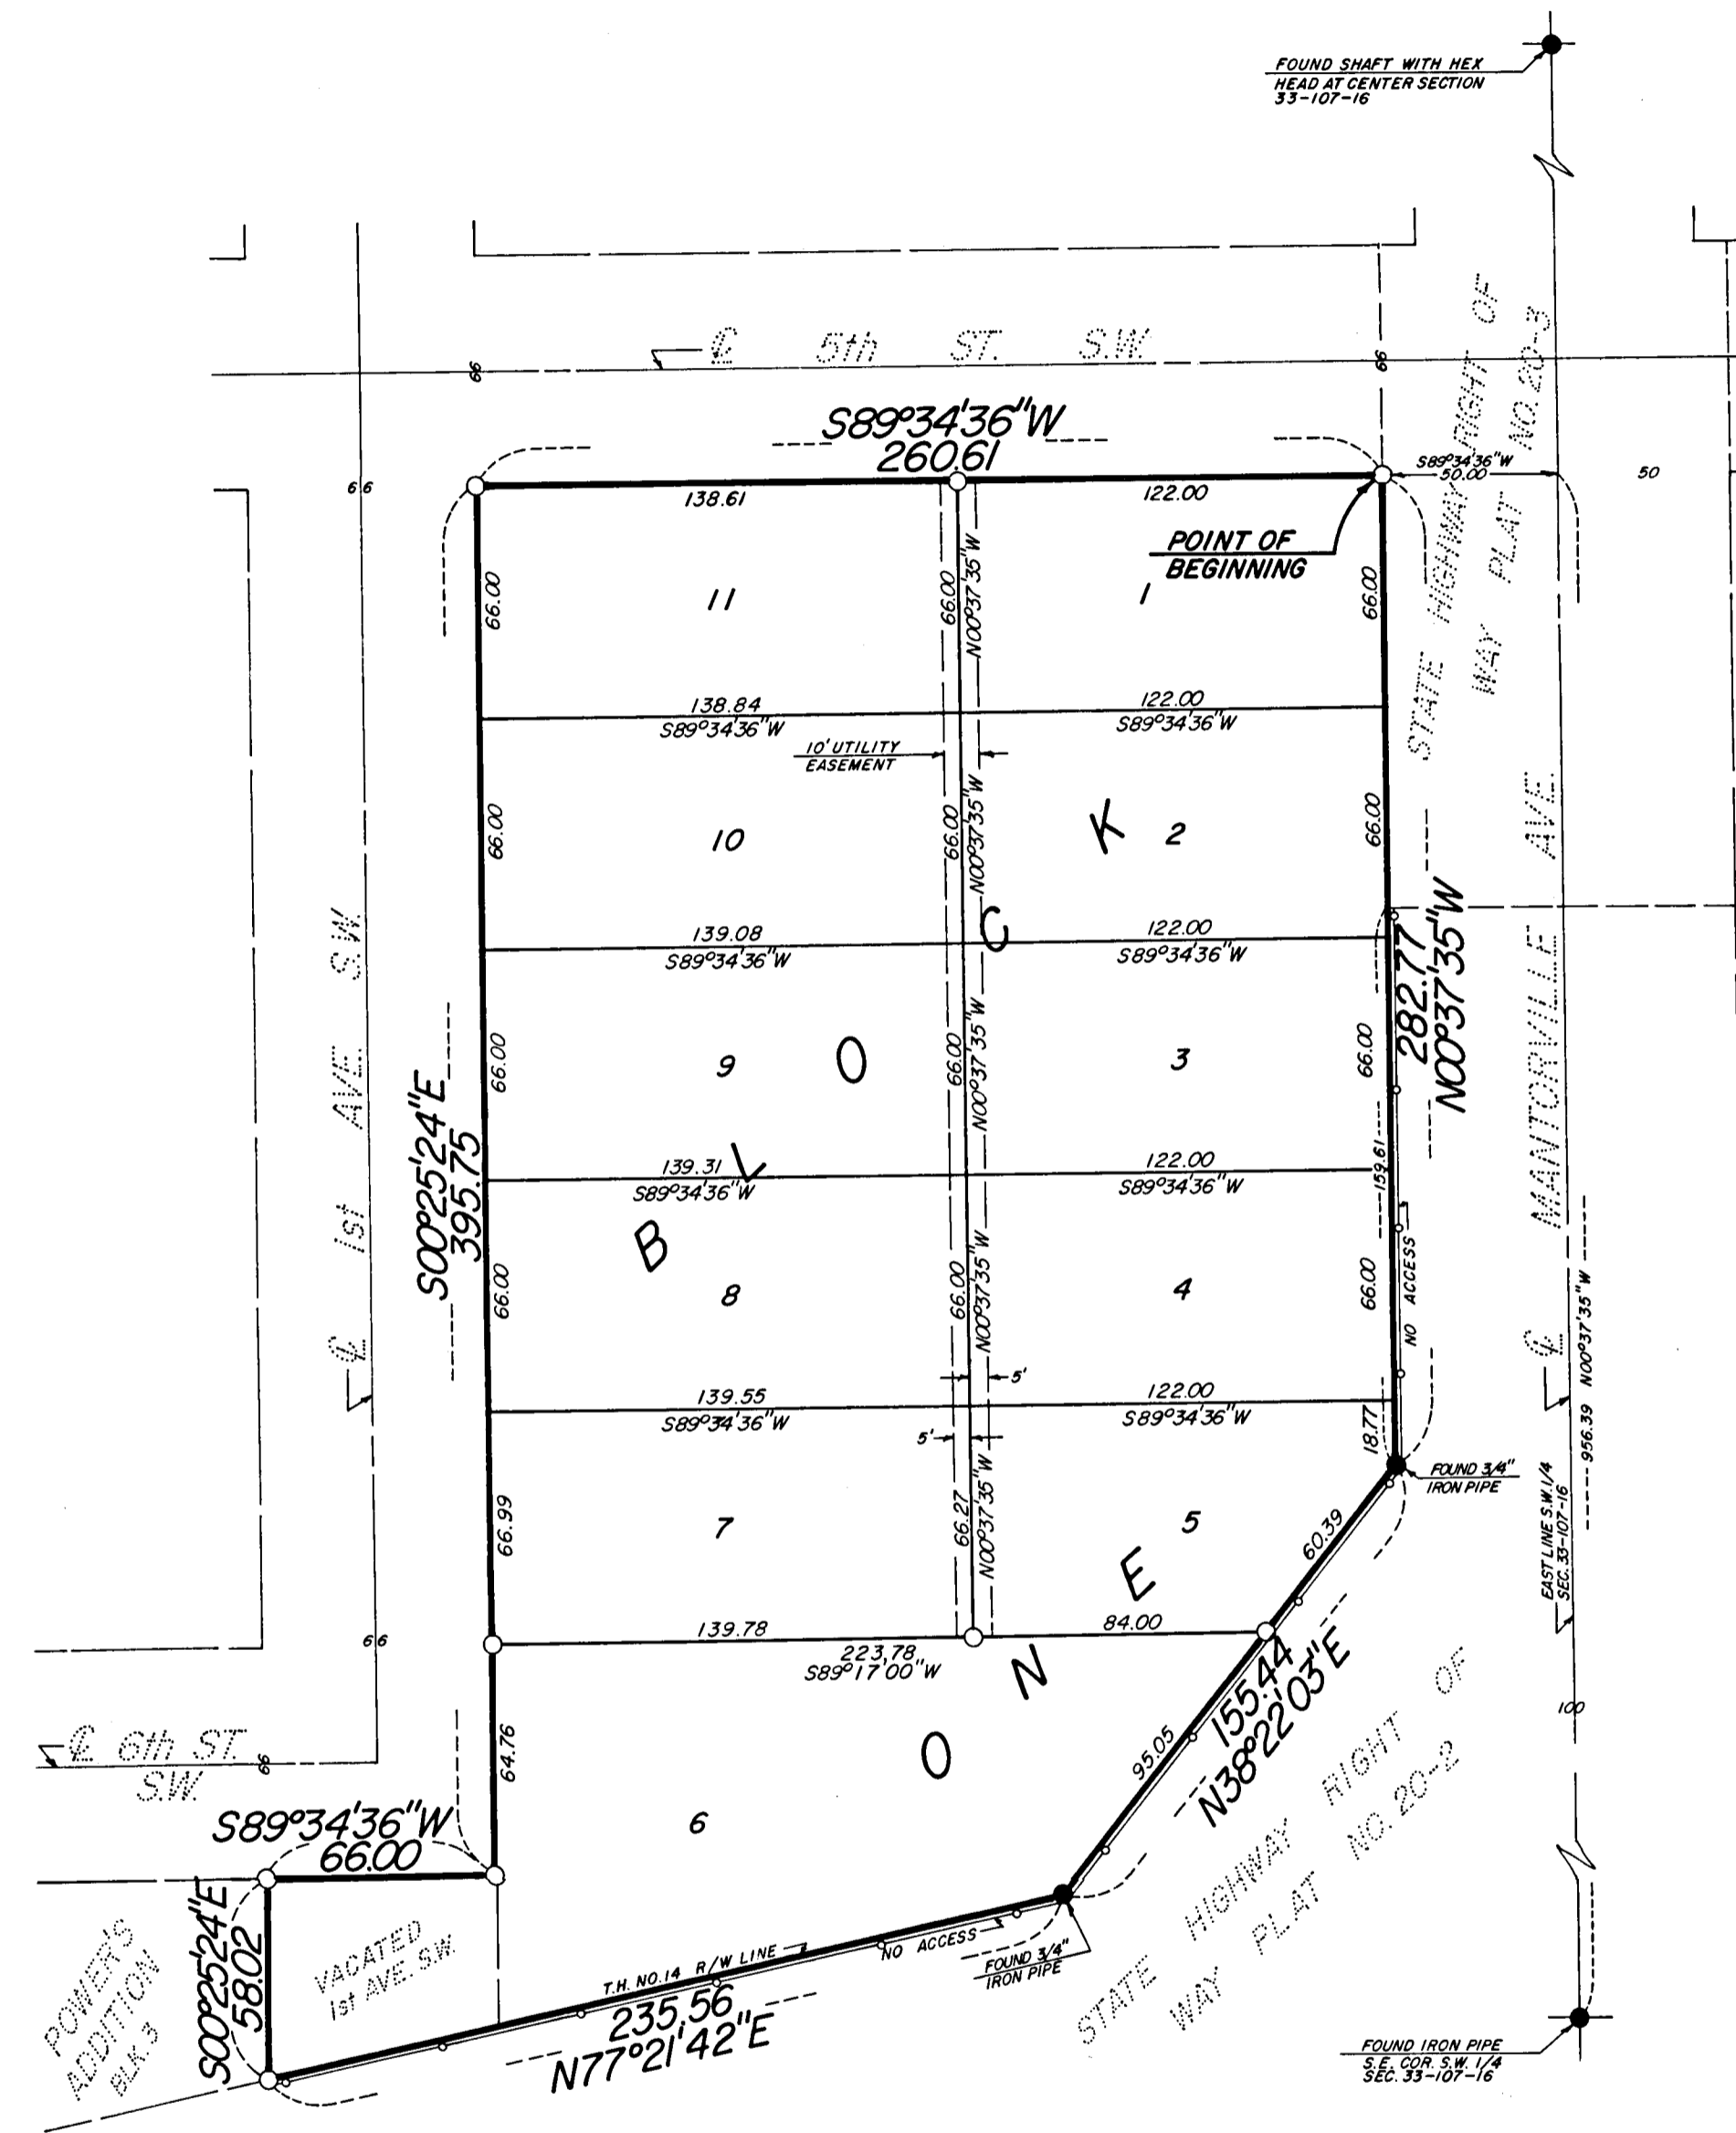 FOUND SHAFT WITH HEX
HEAD AT CENTER SECTION
33-107-16
℄ 5th ST. S.W.
66
66
S89°34'36"W
260.61
S89°34'36"W
50.00
50
66
138.61
122.00
POINT OF
BEGINNING
STATE HIGHWAY RIGHT OF
WAY PLAT NO. 20-3
66.00
11
66.00
N00°37'35"W
1
66.00
138.84
S89°34'36"W
122.00
S89°34'36"W
10' UTILITY
EASEMENT
66.00
10
66.00
N00°37'35"W
K
2
66.00
139.08
S89°34'36"W
C
122.00
S89°34'36"W
282.77
N00°37'35"W
℄ 1st AVE. S.W.
℄ MANTORVILLE AVE.
66.00
9
O
66.00
N00°37'35"W
3
66.00
S00°25'24"E
395.75
139.31
S89°34'36"W
L
122.00
S89°34'36"W
159.61
NO ACCESS
B
66.00
8
66.00
N00°37'35"W
4
66.00
5'
956.39 N00°37'35"W
139.55
S89°34'36"W
122.00
S89°34'36"W
5'
18.77
FOUND 3/4"
IRON PIPE
EAST LINE S.W. 1/4
SEC. 33-107-16
66.99
7
66.27
N00°37'35"W
5
60.39
E
66
139.78
84.00
223.78
S89°17'00"W
N
155.44
N38°22'03"E
95.05
100
℄ 6th ST.
S.W.
66
64.76
O
6
S89°34'36"W
66.00
STATE HIGHWAY RIGHT OF
WAY PLAT NO. 20-2
S00°25'24"E
58.02
VACATED
1st AVE. S.W.
POWER'S
ADDITION
BLK. 3
T.H. NO. 14 R/W LINE
NO ACCESS
FOUND 3/4"
IRON PIPE
235.56
N77°21'42"E
FOUND IRON PIPE
S.E. COR. S.W. 1/4
SEC. 33-107-16